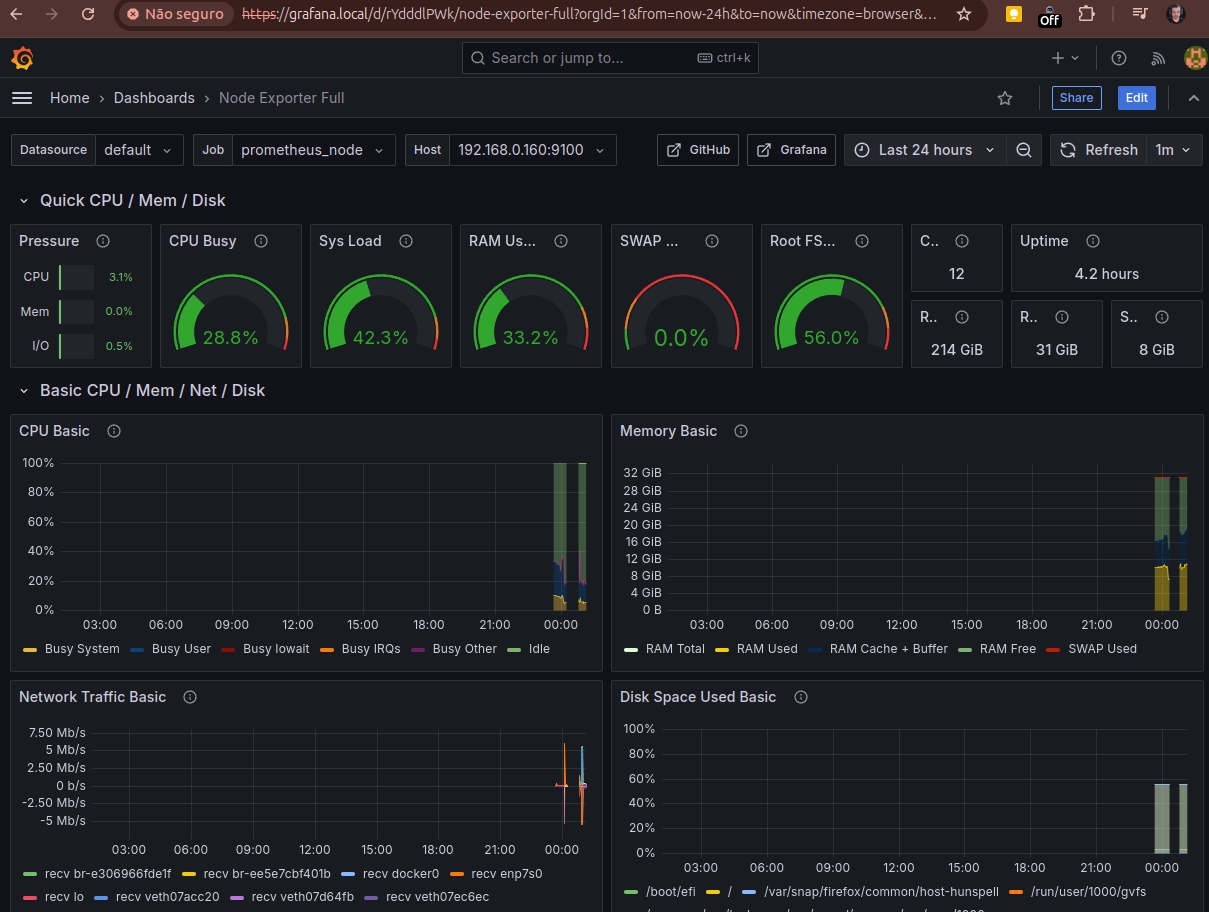 Não seguro https://grafana.local/d/rYdddlPWk/node-exporter-full?orgId=1&from=now-24h&to=now&timezone=browser&… Off
Search or jump to... ctrl+k
Home › Dashboards › Node Exporter Full Share Edit
Datasource default Job prometheus_node Host 192.168.0.160:9100 GitHub Grafana Last 24 hours Refresh 1m
Quick CPU / Mem / Disk
Pressure CPU Busy Sys Load RAM Us... SWAP ... Root FS... C.. Uptime
CPU 3.1% 12 4.2 hours
Mem 0.0% R.. R.. S..
I/O 0.5% 28.8% 42.3% 33.2% 0.0% 56.0% 214 GiB 31 GiB 8 GiB
Basic CPU / Mem / Net / Disk
CPU Basic
100%
80%
60%
40%
20%
0%
03:00 06:00 09:00 12:00 15:00 18:00 21:00 00:00
Busy System Busy User Busy Iowait Busy IRQs Busy Other Idle
Memory Basic
32 GiB
28 GiB
24 GiB
20 GiB
16 GiB
12 GiB
8 GiB
4 GiB
0 B
03:00 06:00 09:00 12:00 15:00 18:00 21:00 00:00
RAM Total RAM Used RAM Cache + Buffer RAM Free SWAP Used
Network Traffic Basic
7.50 Mb/s
5 Mb/s
2.50 Mb/s
0 b/s
-2.50 Mb/s
-5 Mb/s
03:00 06:00 09:00 12:00 15:00 18:00 21:00 00:00
recv br-e306966fde1f recv br-ee5e7cbf401b recv docker0 recv enp7s0
recv lo recv veth07acc20 recv veth07d64fb recv veth07ec6ec
Disk Space Used Basic
100%
80%
60%
40%
20%
0%
03:00 06:00 09:00 12:00 15:00 18:00 21:00 00:00
/boot/efi / /var/snap/firefox/common/host-hunspell /run/user/1000/gvfs